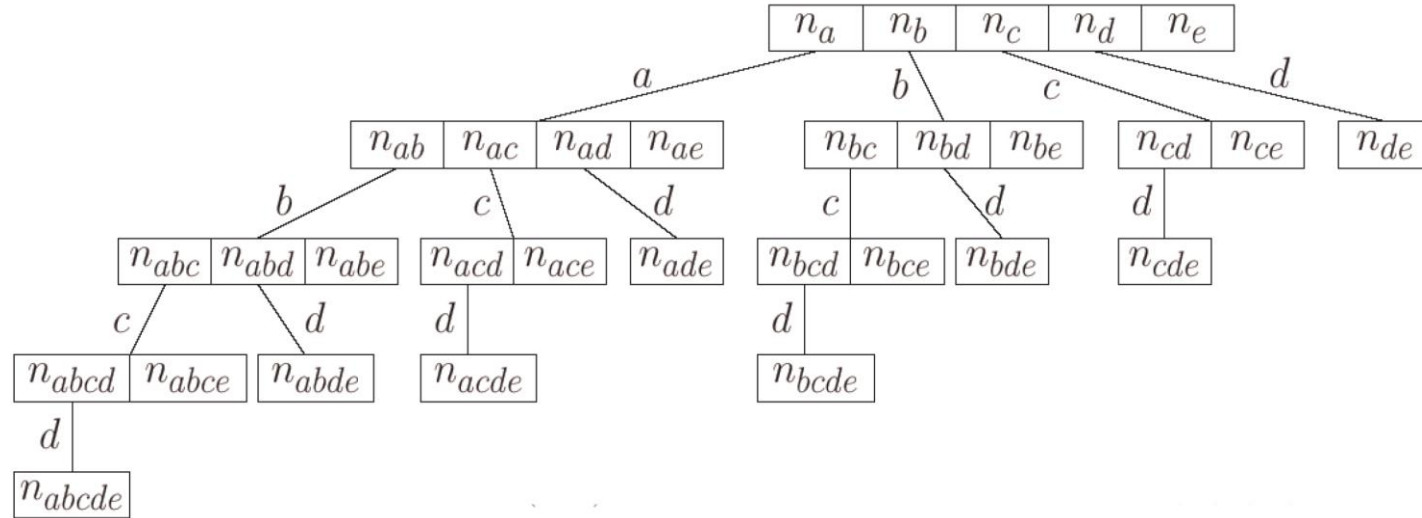 n_a n_b n_c n_d n_e
a b c d
n_ab n_ac n_ad n_ae n_bc n_bd n_be n_cd n_ce n_de
b c d c d d
n_abc n_abd n_abe n_acd n_ace n_ade n_bcd n_bce n_bde n_cde
c d d d
n_abcd n_abce n_abde n_acde n_bcde
d
n_abcde